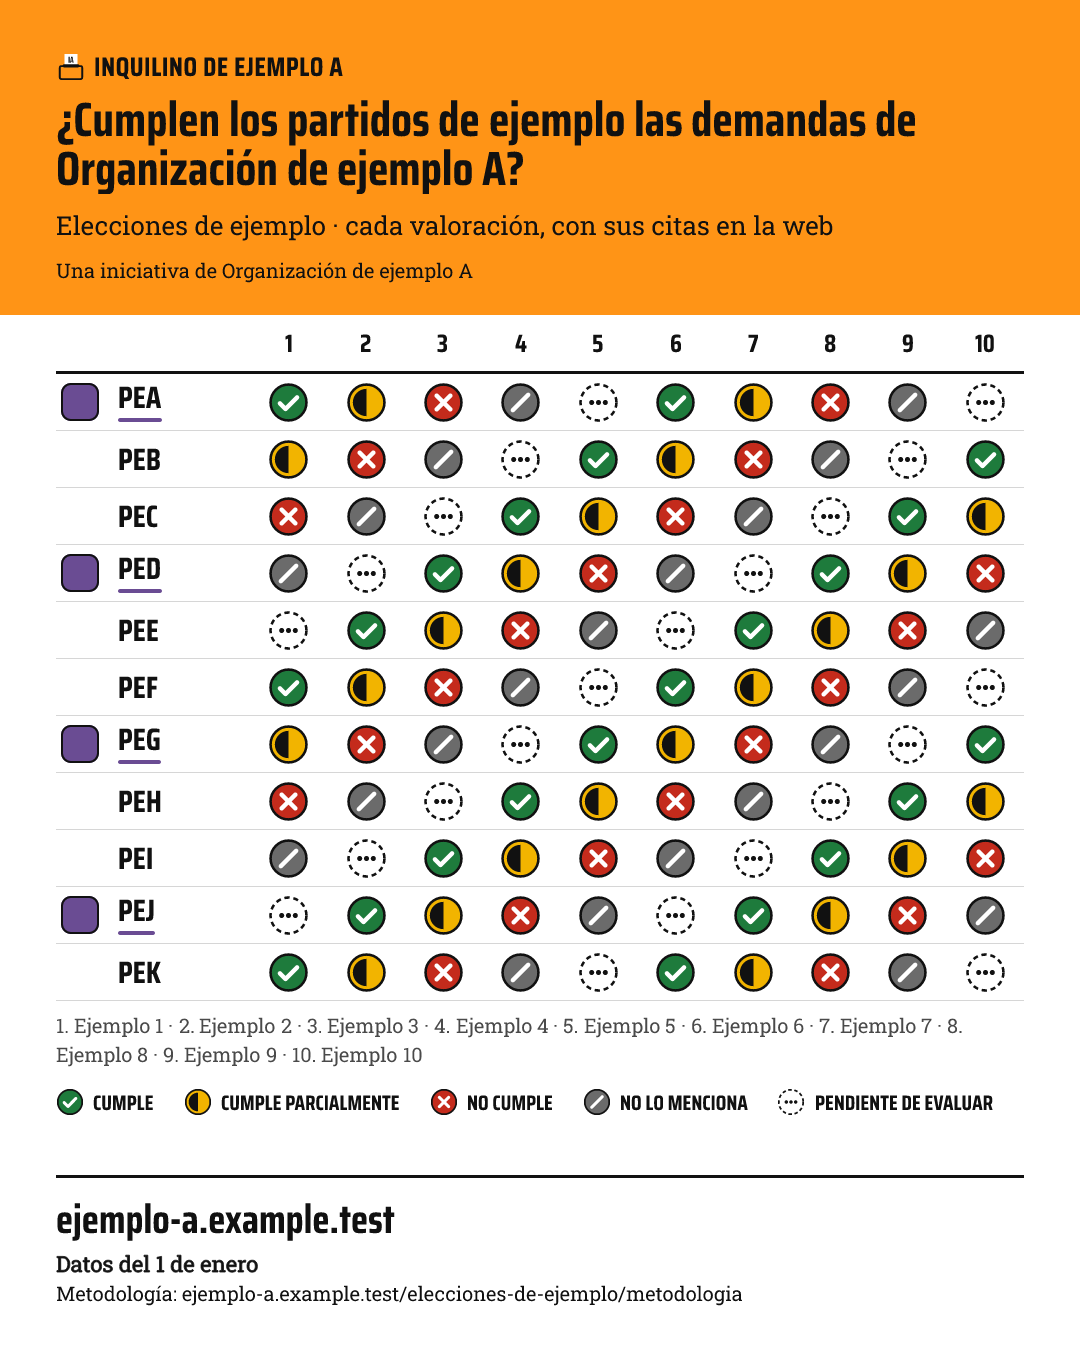 INQUILINO DE EJEMPLO A
¿Cumplen los partidos de ejemplo las demandas de
Organización de ejemplo A?
Elecciones de ejemplo · cada valoración, con sus citas en la web
Una iniciativa de Organización de ejemplo A
1 2 3 4 5 6 7 8 9 10
PEA
PEB
PEC
PED
PEE
PEF
PEG
PEH
PEI
PEJ
PEK
1. Ejemplo 1 · 2. Ejemplo 2 · 3. Ejemplo 3 · 4. Ejemplo 4 · 5. Ejemplo 5 · 6. Ejemplo 6 · 7. Ejemplo 7 · 8.
Ejemplo 8 · 9. Ejemplo 9 · 10. Ejemplo 10
CUMPLE CUMPLE PARCIALMENTE NO CUMPLE NO LO MENCIONA PENDIENTE DE EVALUAR
ejemplo-a.example.test
Datos del 1 de enero
Metodología: ejemplo-a.example.test/elecciones-de-ejemplo/metodologia